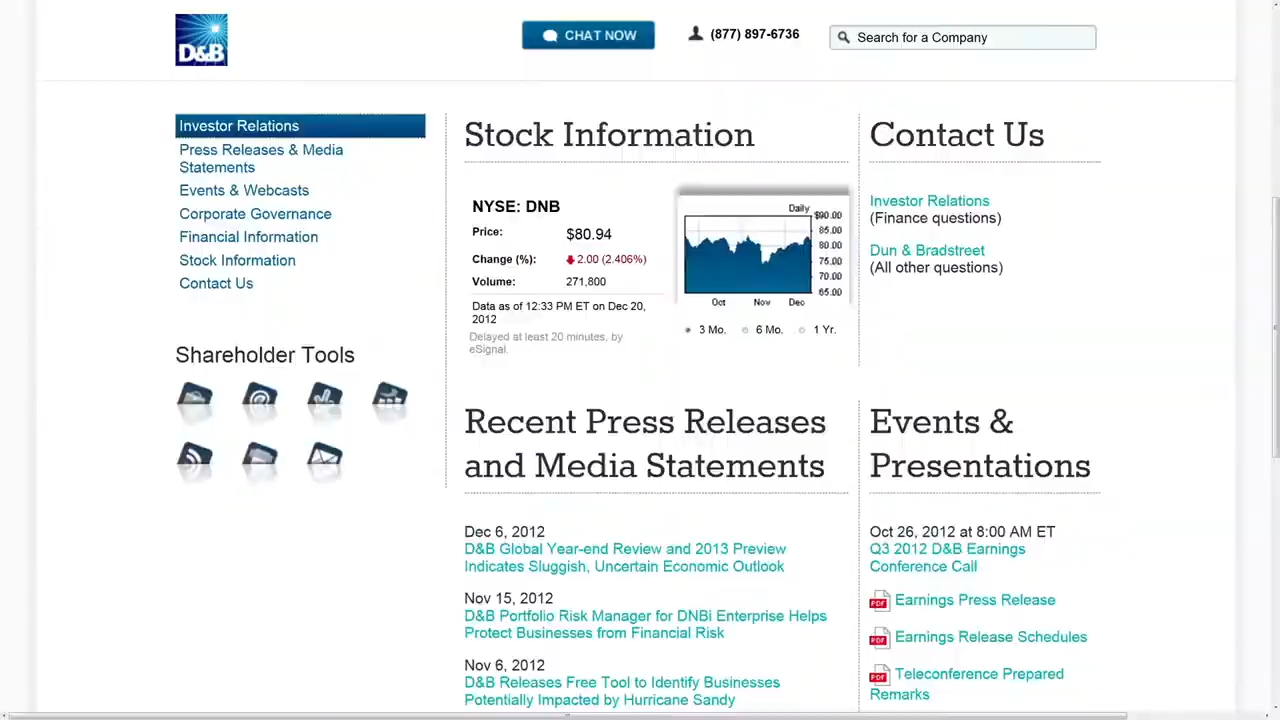 D&B
CHAT NOW
(877) 897-6736
Search for a Company
Investor Relations
Press Releases & Media
Statements
Events & Webcasts
Corporate Governance
Financial Information
Stock Information
Contact Us
Shareholder Tools
Stock Information
NYSE: DNB
Price: $80.94
Change (%): 2.00 (2.406%)
Volume: 271,800
Data as of 12:33 PM ET on Dec 20,
2012
Delayed at least 20 minutes, by
eSignal.
Daily
$90.00
85.00
80.00
75.00
70.00
65.00
Oct Nov Dec
3 Mo. 6 Mo. 1 Yr.
Contact Us
Investor Relations
(Finance questions)
Dun & Bradstreet
(All other questions)
Recent Press Releases
and Media Statements
Dec 6, 2012
D&B Global Year-end Review and 2013 Preview
Indicates Sluggish, Uncertain Economic Outlook
Nov 15, 2012
D&B Portfolio Risk Manager for DNBi Enterprise Helps
Protect Businesses from Financial Risk
Nov 6, 2012
D&B Releases Free Tool to Identify Businesses
Potentially Impacted by Hurricane Sandy
Events &
Presentations
Oct 26, 2012 at 8:00 AM ET
Q3 2012 D&B Earnings
Conference Call
PDF Earnings Press Release
PDF Earnings Release Schedules
PDF Teleconference Prepared
Remarks